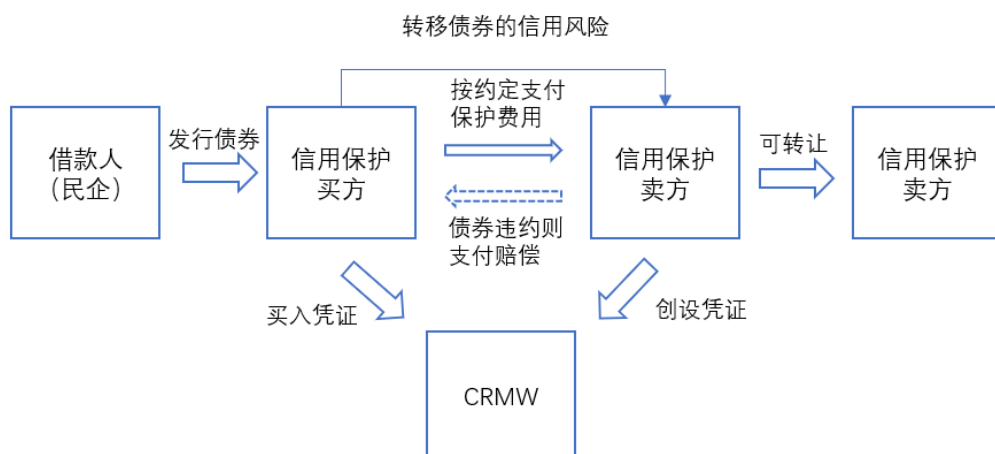 转移债券的信用风险
借款人
（民企）
发行债券
信用保护
买方
按约定支付
保护费用
债券违约则
支付赔偿
信用保护
卖方
可转让
信用保护
卖方
买入凭证
创设凭证
CRMW